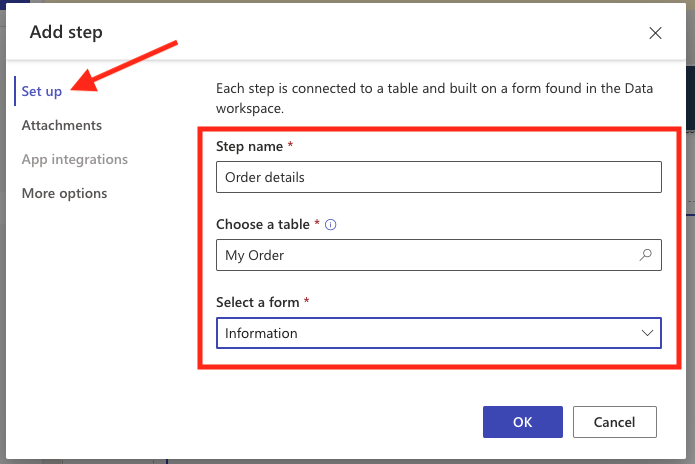 Add step
Set up
Attachments
App integrations
More options
Each step is connected to a table and built on a form found in the Data
workspace.
Step name *
Order details
Choose a table *
My Order
Select a form *
Information
OK
Cancel